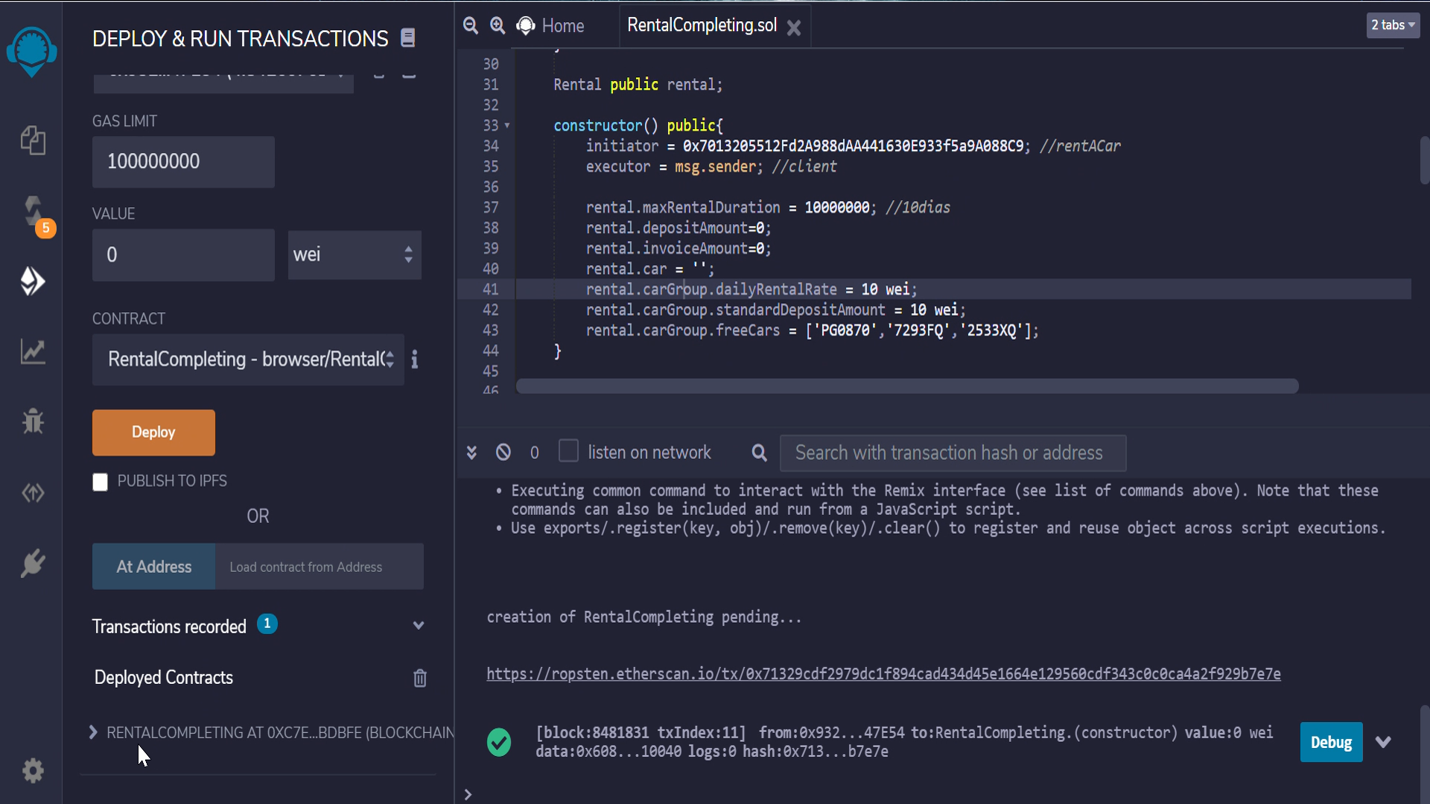 DEPLOY & RUN TRANSACTIONS
GAS LIMIT
100000000
VALUE
0
wei
CONTRACT
RentalCompleting - browser/Rental(
Deploy
PUBLISH TO IPFS
OR
At Address
Load contract from Address
Transactions recorded 1
Deployed Contracts
RENTALCOMPLETING AT 0XC7E...BDBFE (BLOCKCHAIN
5
Home
RentalCompleting.sol
2 tabs
30 }
31 Rental public rental;
32
33 constructor() public{
34 initiator = 0x7013205512Fd2A988dAA441630E933f5a9A088C9; //rentACar
35 executor = msg.sender; //client
36
37 rental.maxRentalDuration = 10000000; //10dias
38 rental.depositAmount=0;
39 rental.invoiceAmount=0;
40 rental.car = '';
41 rental.carGroup.dailyRentalRate = 10 wei;
42 rental.carGroup.standardDepositAmount = 10 wei;
43 rental.carGroup.freeCars = ['PG0870','7293FQ','2533XQ'];
44 }
45
46
0
listen on network
Search with transaction hash or address
• Executing common command to interact with the Remix interface (see list of commands above). Note that these
commands can also be included and run from a JavaScript script.
• Use exports/.register(key, obj)/.remove(key)/.clear() to register and reuse object across script executions.
creation of RentalCompleting pending...
https://ropsten.etherscan.io/tx/0x71329cdf2979dc1f894cad434d45e1664e129560cdf343c0c0ca4a2f929b7e7e
[block:8481831 txIndex:11] from:0x932...47E54 to:RentalCompleting.(constructor) value:0 wei
data:0x608...10040 logs:0 hash:0x713...b7e7e
Debug
>